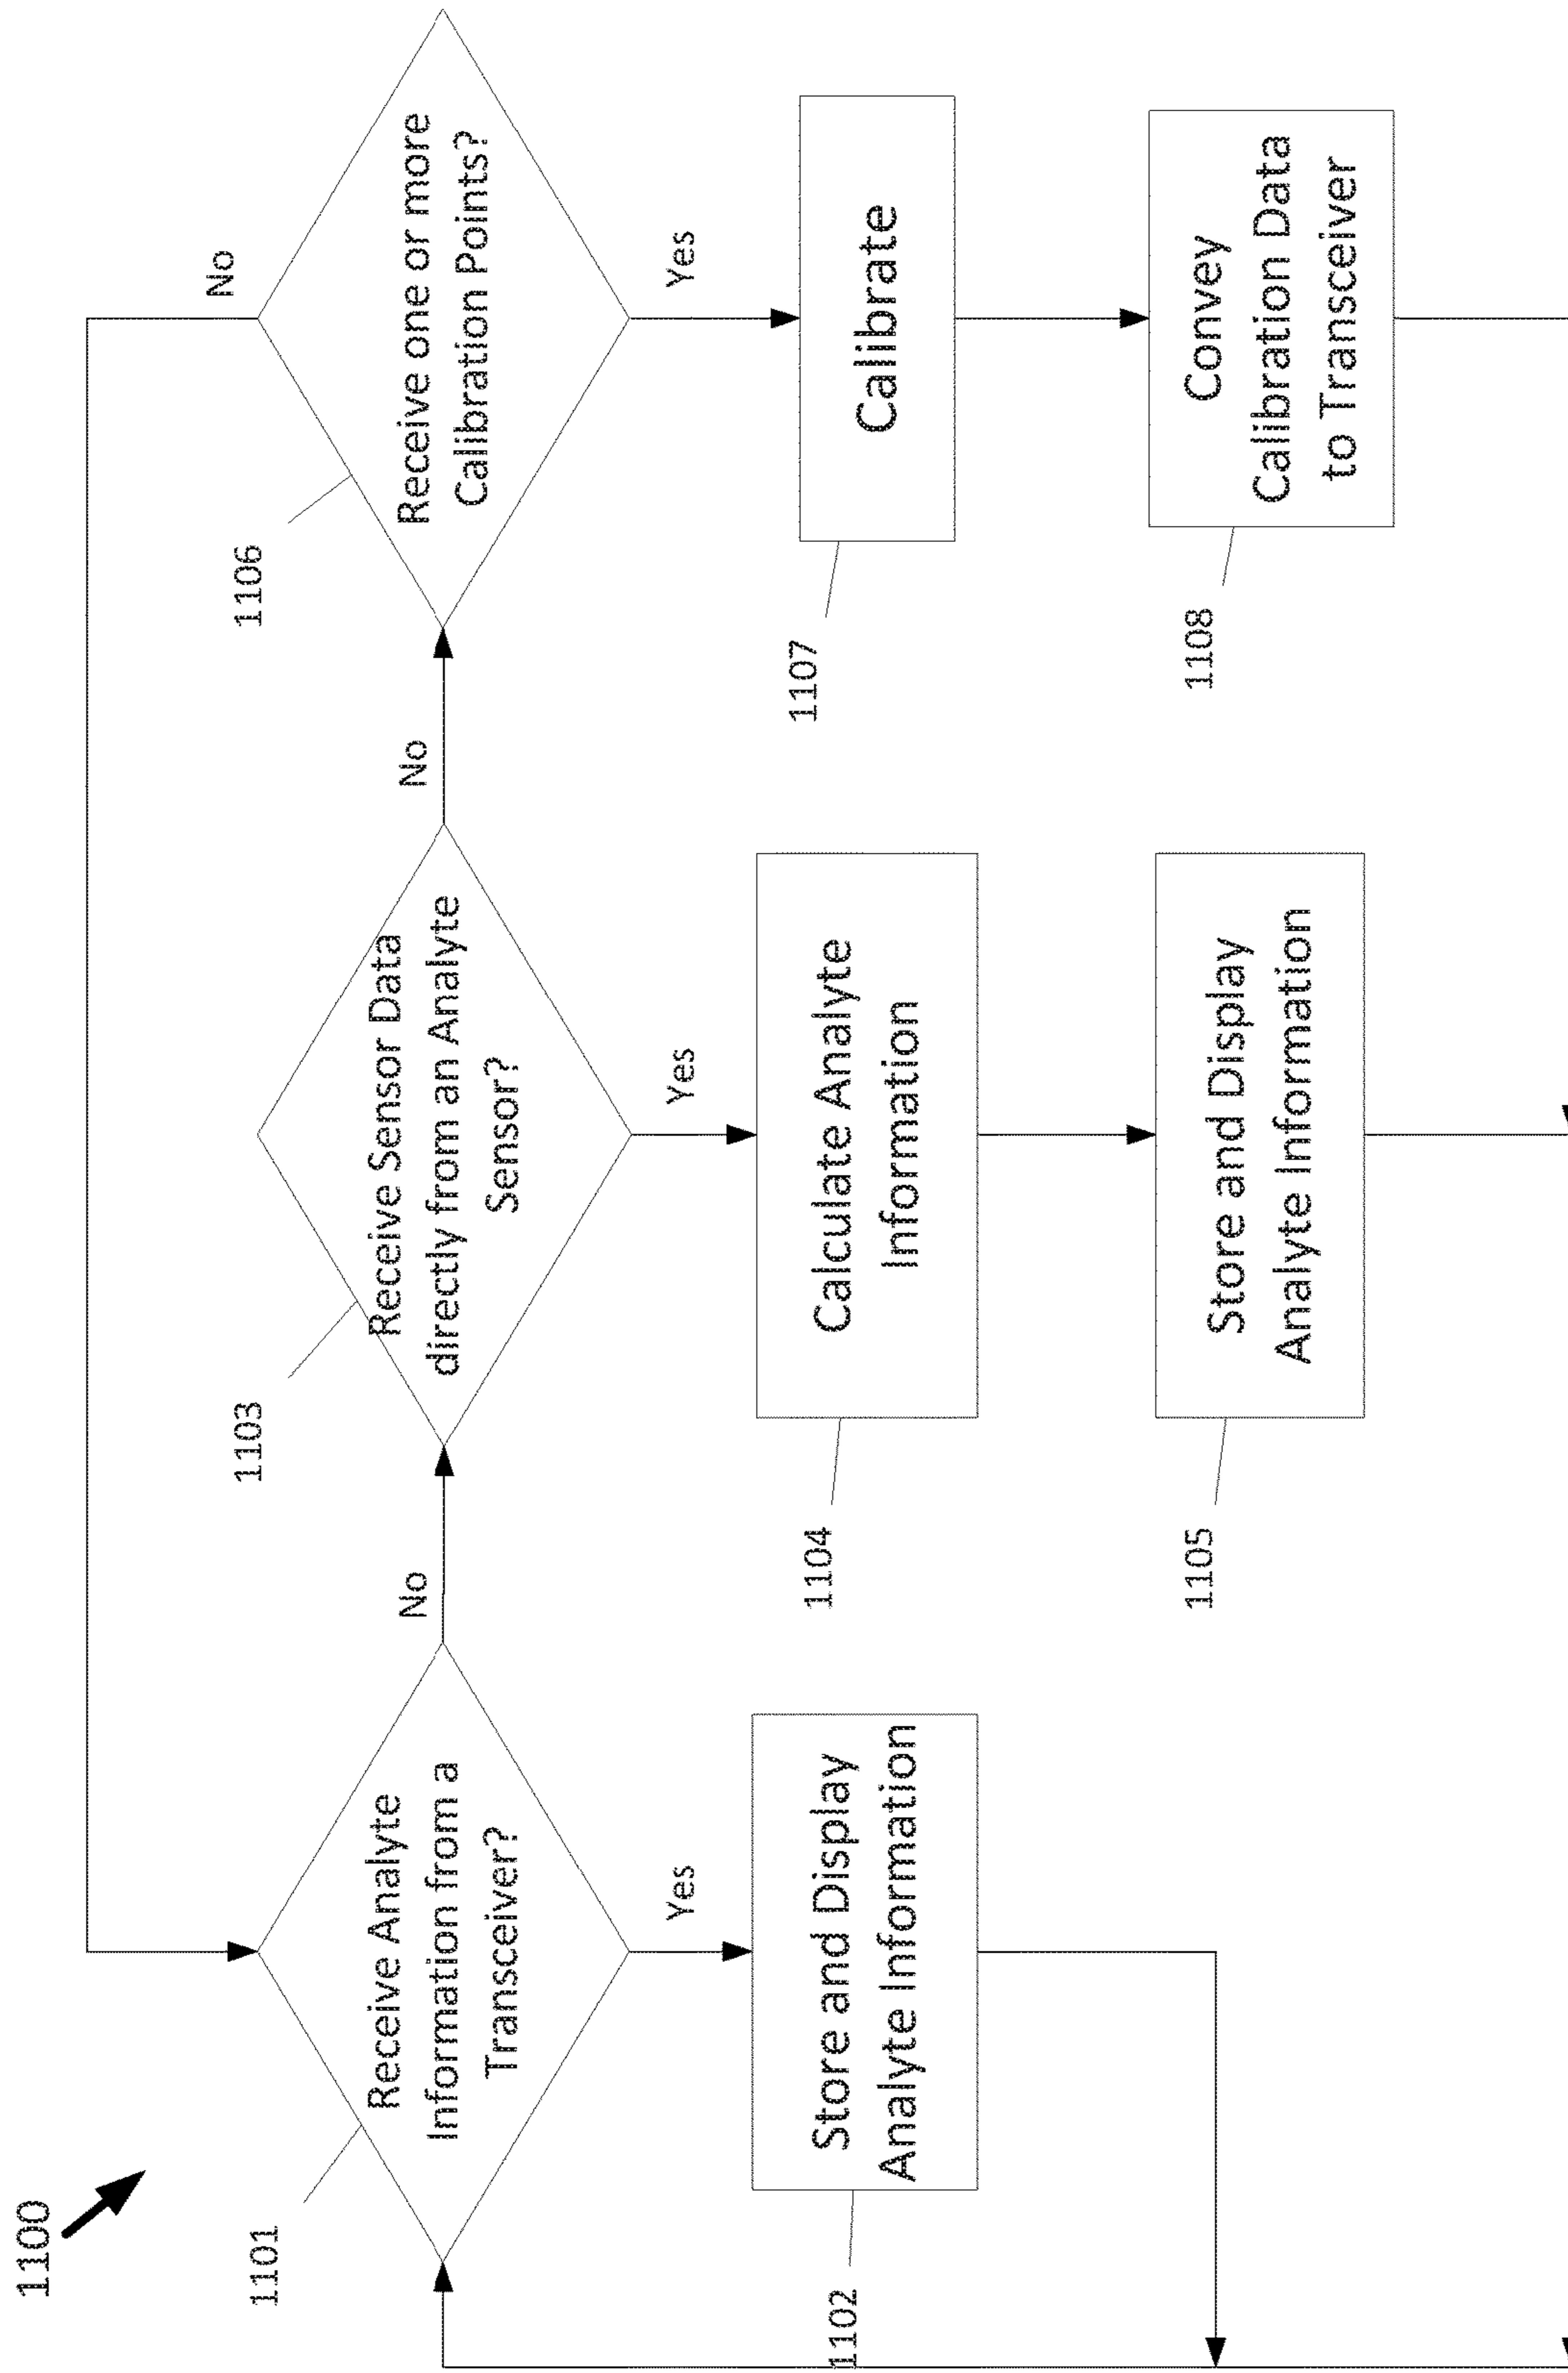 1100
1101
Receive Analyte
Information from a
Transceiver?
No
Yes
1102
Store and Display
Analyte Information
1103
Receive Sensor Data
directly from an Analyte
Sensor?
No
Yes
1104
Calculate Analyte
Information
1105
Store and Display
Analyte Information
1106
Receive one or more
Calibration Points?
No
Yes
1107
Calibrate
1108
Convey
Calibration Data
to Transceiver